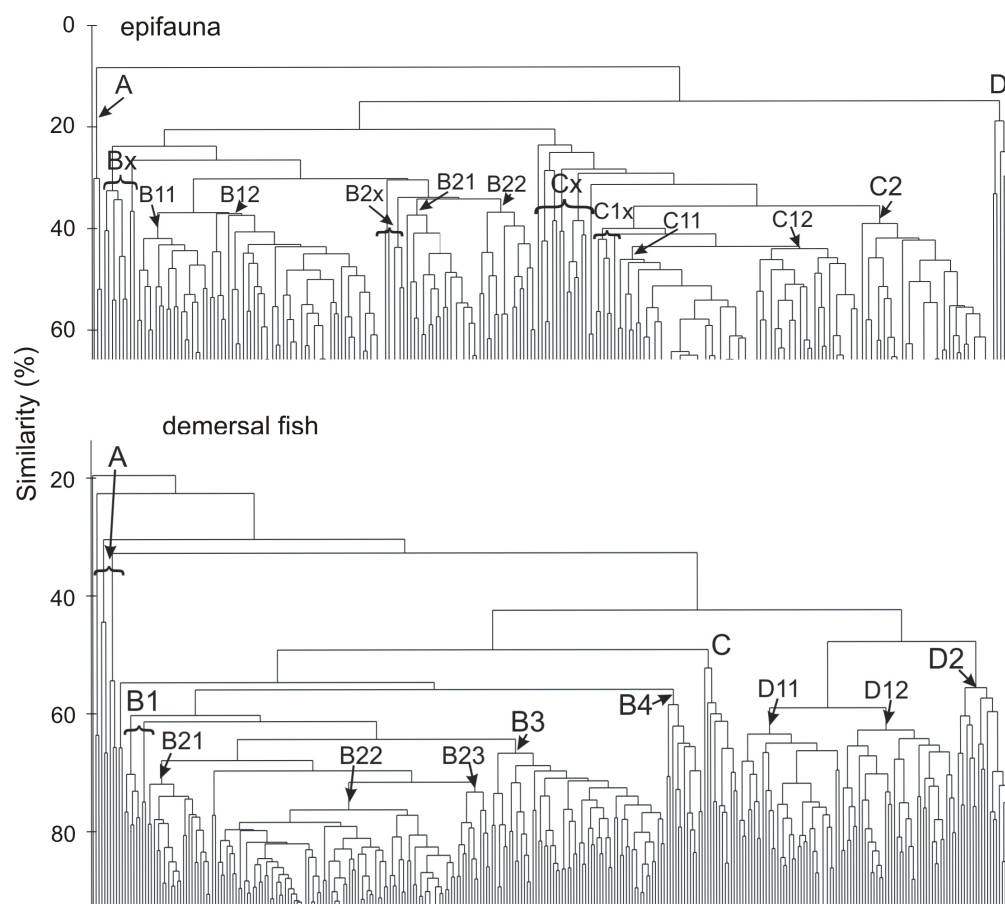 0
epifauna
A
D
20
Bx
B11
B12
B2x
B21
B22
Cx
C1x
C11
C12
C2
40
60
Similarity (%)
demersal fish
A
20
40
C
D2
B1
B4
D11
D12
60
B3
B21
B22
B23
80